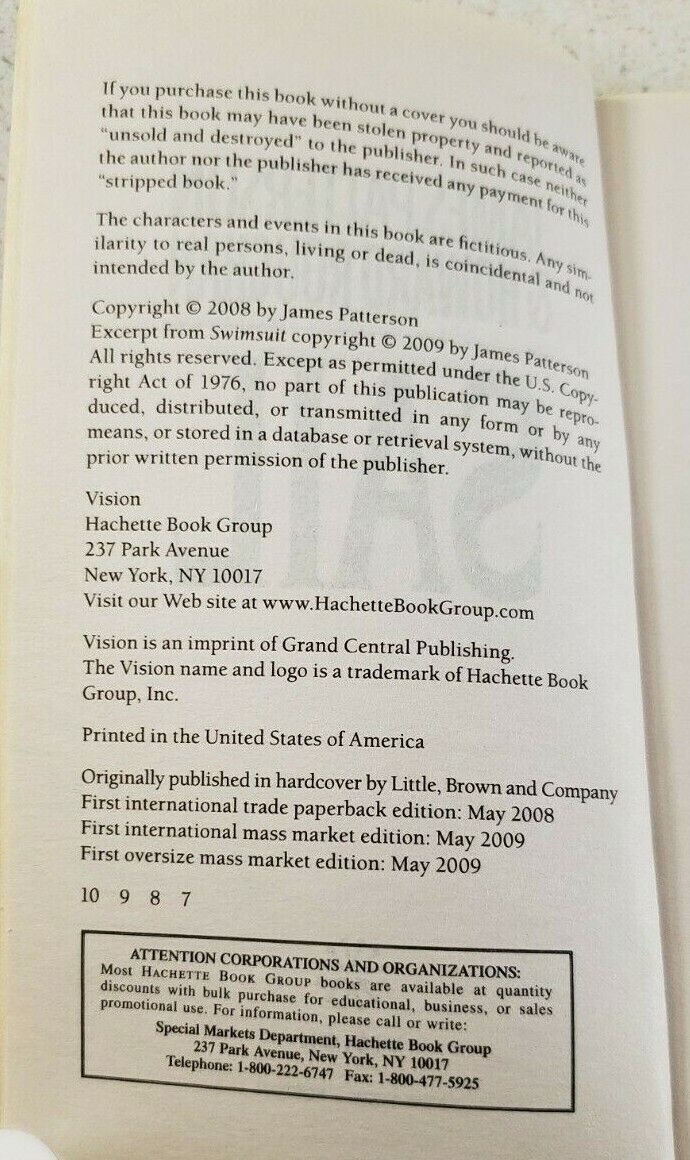 If you purchase this book without a cover you should be aware
that this book may have been stolen property and reported as
"unsold and destroyed" to the publisher. In such case neither
the author nor the publisher has received any payment for this
"stripped book."
The characters and events in this book are fictitious. Any sim-
ilarity to real persons, living or dead, is coincidental and not
intended by the author.
Copyright © 2008 by James Patterson
Excerpt from Swimsuit copyright © 2009 by James Patterson
All rights reserved. Except as permitted under the U.S. Copy-
right Act of 1976, no part of this publication may be repro-
duced, distributed, or transmitted in any form or by any
means, or stored in a database or retrieval system, without the
prior written permission of the publisher.
Vision
Hachette Book Group
237 Park Avenue
New York, NY 10017
Visit our Web site at www.HachetteBookGroup.com
Vision is an imprint of Grand Central Publishing.
The Vision name and logo is a trademark of Hachette Book
Group, Inc.
Printed in the United States of America
Originally published in hardcover by Little, Brown and Company
First international trade paperback edition: May 2008
First international mass market edition: May 2009
First oversize mass market edition: May 2009
10 9 8 7
ATTENTION CORPORATIONS AND ORGANIZATIONS:
Most HACHETTE BOOK GROUP books are available at quantity
discounts with bulk purchase for educational, business, or sales
promotional use. For information, please call or write:
Special Markets Department, Hachette Book Group
237 Park Avenue, New York, NY 10017
Telephone: 1-800-222-6747 Fax: 1-800-477-5925